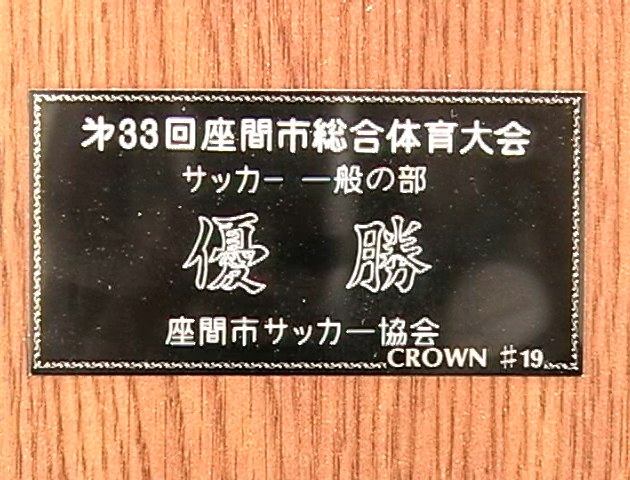 第33回座間市総合体育大会
サッカー 一般の部
優 勝
座間市サッカー協会
CROWN #19